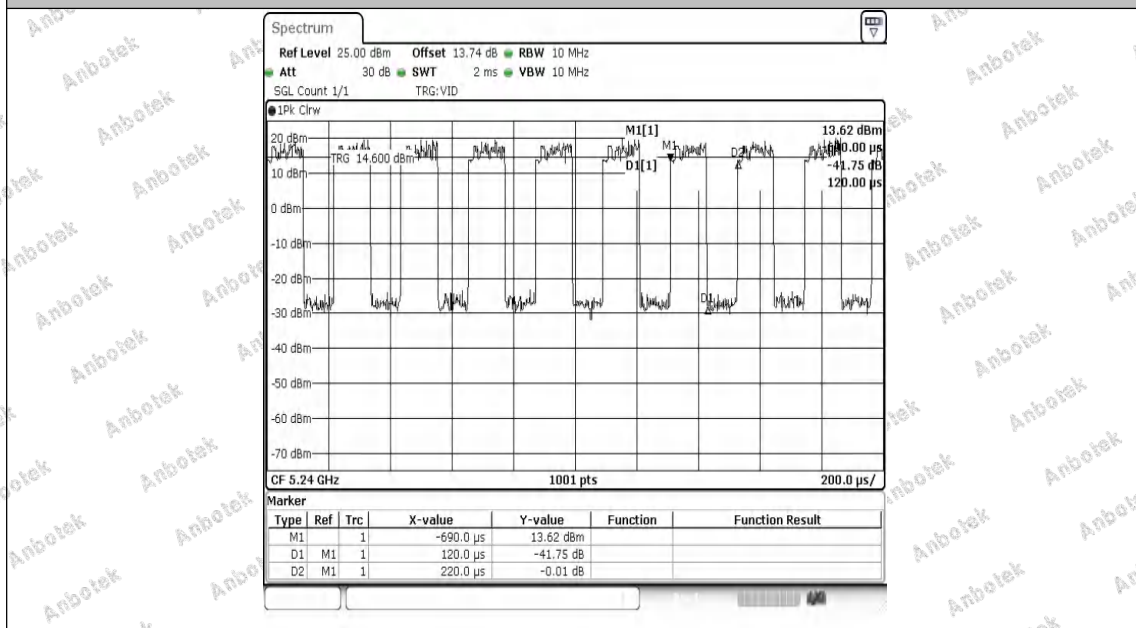 Spectrum
Ref Level 25.00 dBm Offset 13.74 dB RBW 10 MHz
Att 30 dB SWT 2 ms VBW 10 MHz
SGL Count 1/1 TRG:VID
1Pk Clrw
M1[1] 13.62 dBm
20 dBm
M1
D2
TRG 14.600 dBm
D1[1] -41.75 dB
10 dBm
120.00 µs
0 dBm
-10 dBm
-20 dBm
D1
-30 dBm
-40 dBm
-50 dBm
-60 dBm
-70 dBm
CF 5.24 GHz 1001 pts 200.0 µs/
Marker
Type Ref Trc X-value Y-value Function Function Result
M1 1 -690.0 µs 13.62 dBm
D1 M1 1 120.0 µs -41.75 dB
D2 M1 1 220.0 µs -0.01 dB
Anbotek